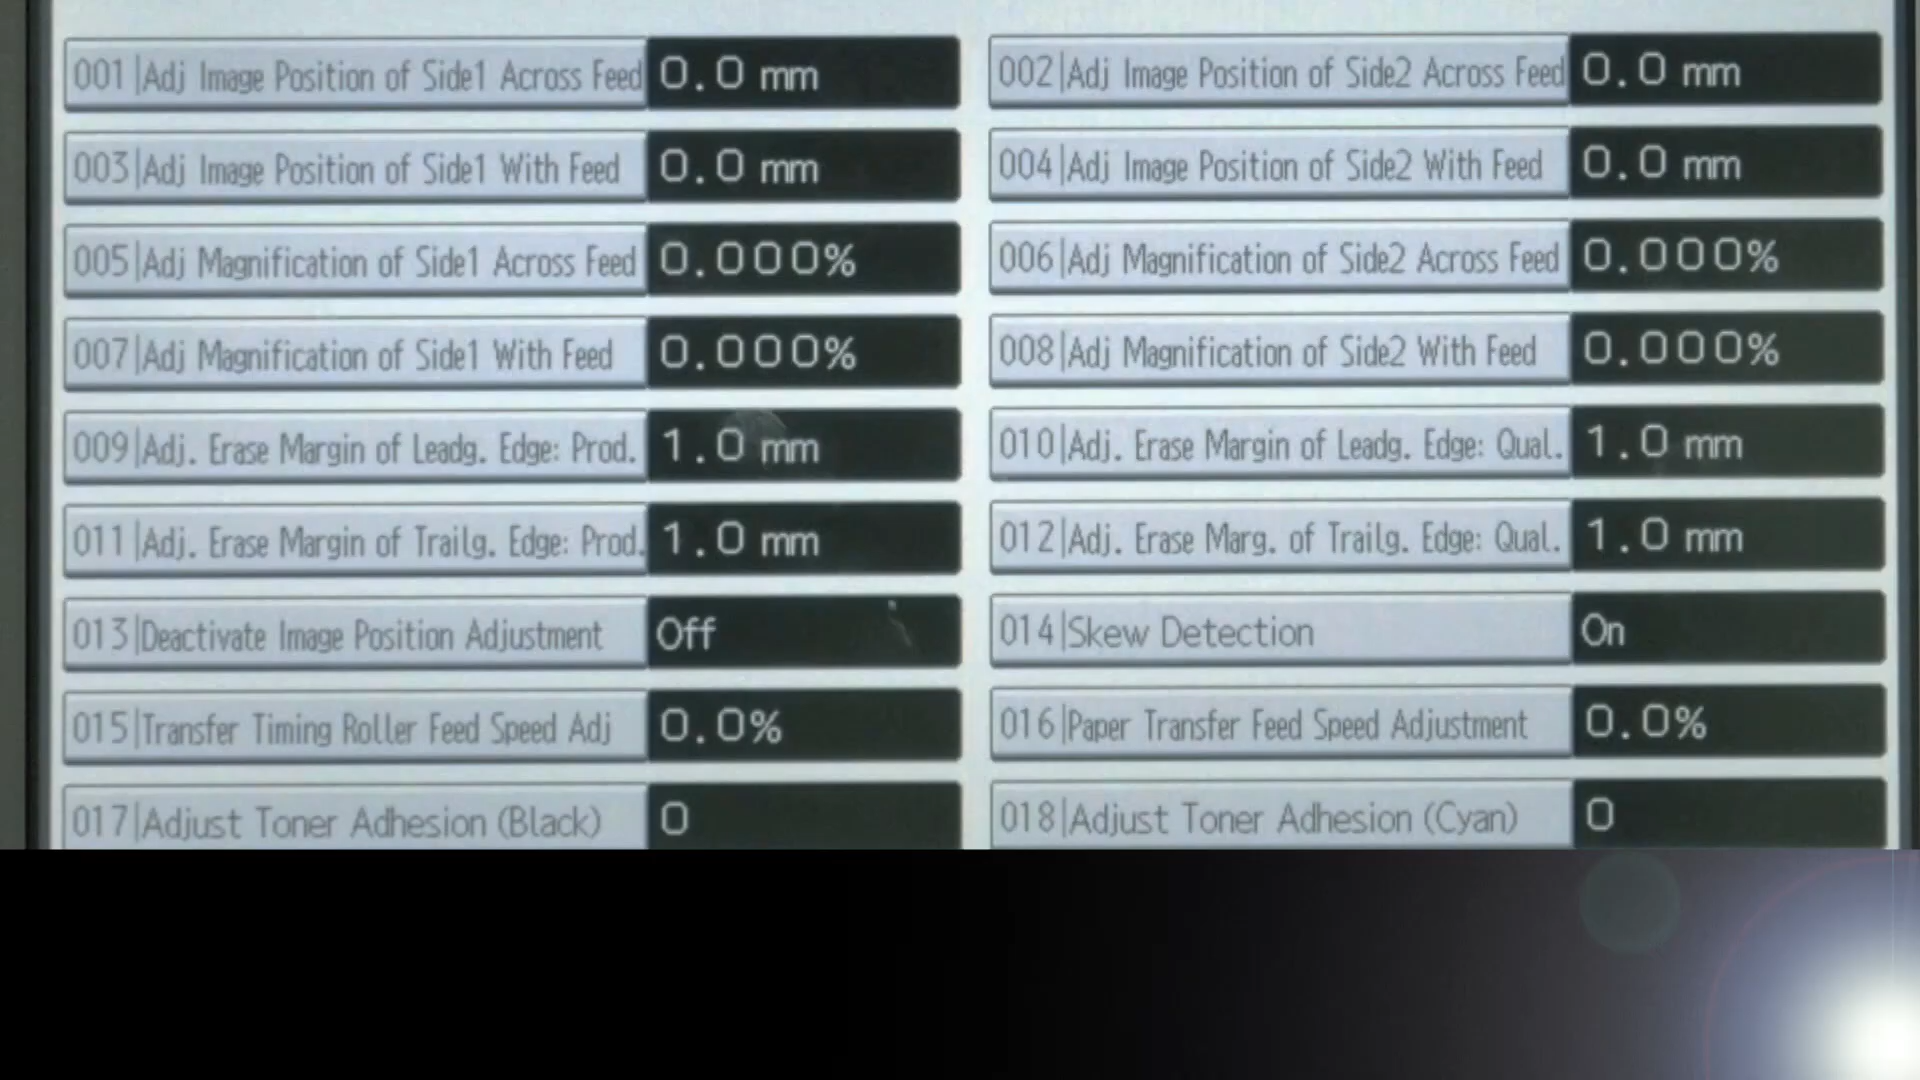 001|Adj Image Position of Side1 Across Feed 0.0 mm
002|Adj Image Position of Side2 Across Feed 0.0 mm
003|Adj Image Position of Side1 With Feed 0.0 mm
004|Adj Image Position of Side2 With Feed 0.0 mm
005|Adj Magnification of Side1 Across Feed 0.000%
006|Adj Magnification of Side2 Across Feed 0.000%
007|Adj Magnification of Side1 With Feed 0.000%
008|Adj Magnification of Side2 With Feed 0.000%
009|Adj. Erase Margin of Leadg. Edge: Prod. 1.0 mm
010|Adj. Erase Margin of Leadg. Edge: Qual. 1.0 mm
011|Adj. Erase Margin of Trailg. Edge: Prod. 1.0 mm
012|Adj. Erase Marg. of Trailg. Edge: Qual. 1.0 mm
013|Deactivate Image Position Adjustment Off
014|Skew Detection On
015|Transfer Timing Roller Feed Speed Adj 0.0%
016|Paper Transfer Feed Speed Adjustment 0.0%
017|Adjust Toner Adhesion (Black) 0
018|Adjust Toner Adhesion (Cyan) 0